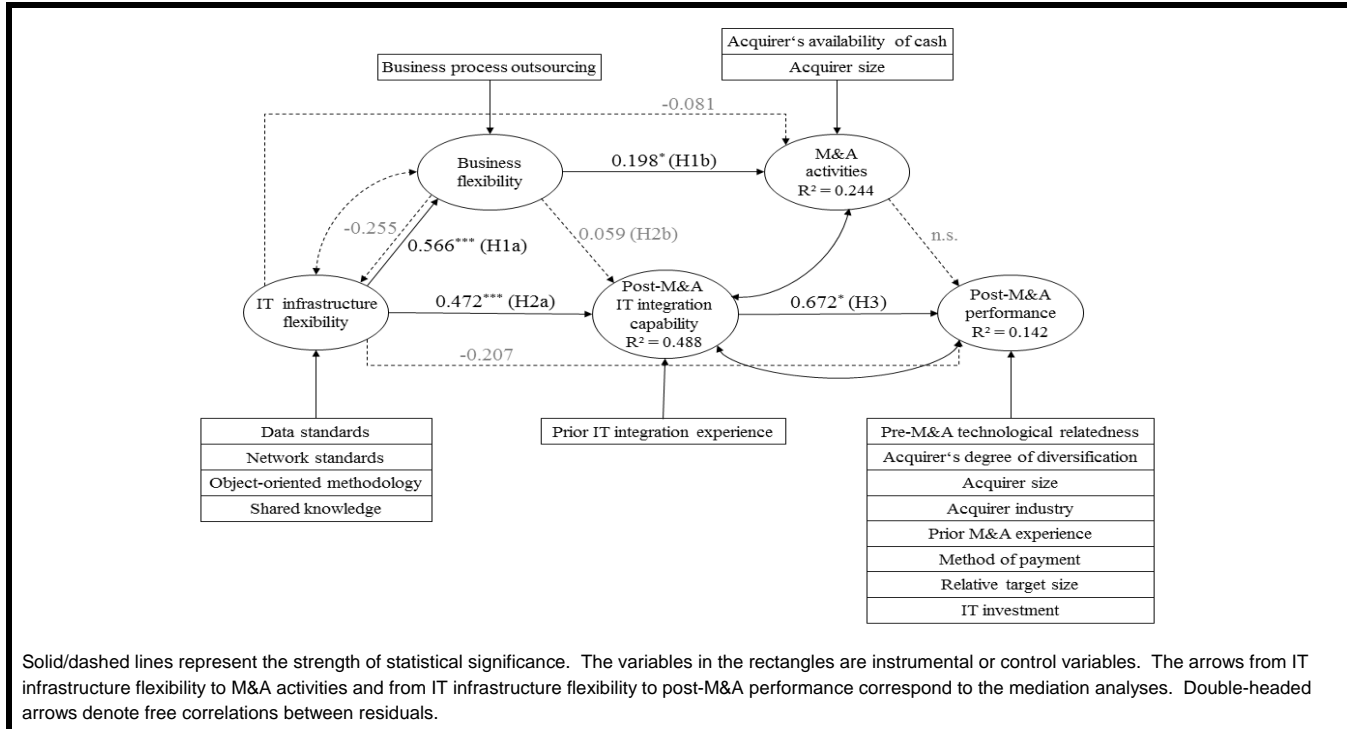 Acquirer‘s availability of cash
Business process outsourcing
Acquirer size
-0.081
Business
flexibility
0.198* (H1b)
M&A
activities
R² = 0.244
-0.255
0.566*** (H1a)
0.059 (H2b)
n.s.
IT infrastructure
flexibility
0.472*** (H2a)
Post-M&A
IT integration
capability
R² = 0.488
0.672* (H3)
Post-M&A
performance
R² = 0.142
-0.207
Data standards
Network standards
Object-oriented methodology
Shared knowledge
Prior IT integration experience
Pre-M&A technological relatedness
Acquirer‘s degree of diversification
Acquirer size
Acquirer industry
Prior M&A experience
Method of payment
Relative target size
IT investment
Solid/dashed lines represent the strength of statistical significance. The variables in the rectangles are instrumental or control variables. The arrows from IT
infrastructure flexibility to M&A activities and from IT infrastructure flexibility to post-M&A performance correspond to the mediation analyses. Double-headed
arrows denote free correlations between residuals.